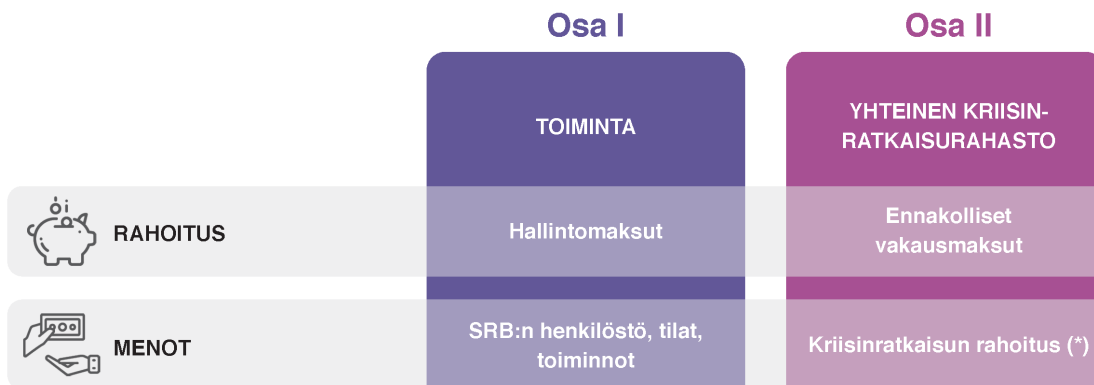 Osa I
Osa II
TOIMINTA
YHTEINEN KRIISIN-
RATKAISURAHASTO
RAHOITUS
Hallintomaksut
Ennakolliset
vakausmaksut
MENOT
SRB:n henkilöstö, tilat,
toiminnot
Kriisinratkaisun rahoitus (*)